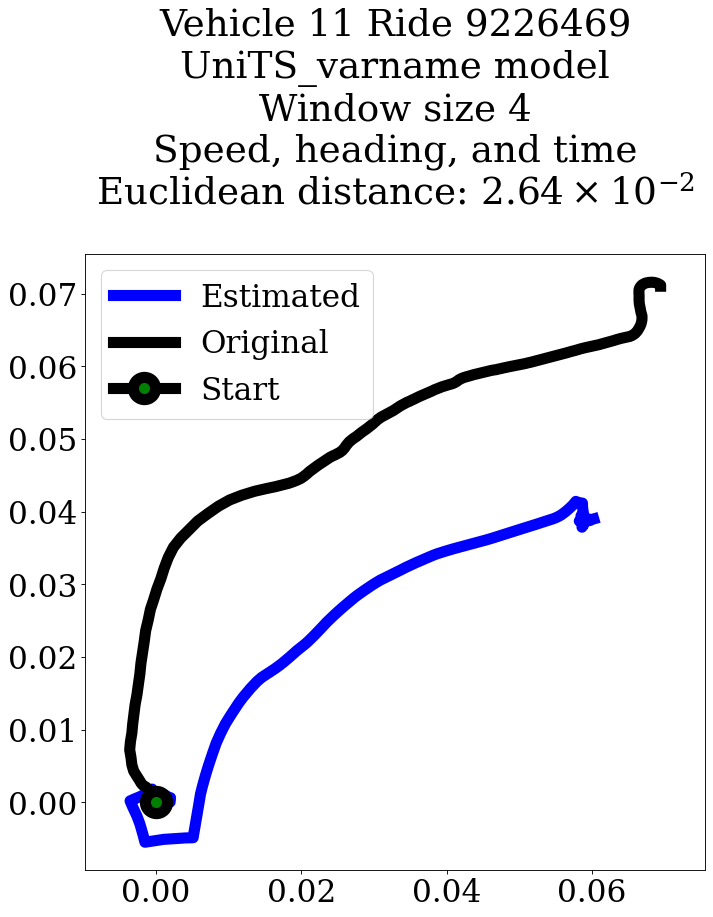 Vehicle 11 Ride 9226469
UniTS_varname model
Window size 4
Speed, heading, and time
Euclidean distance: 2.64 × 10⁻²
Estimated
Original
Start
0.07
0.06
0.05
0.04
0.03
0.02
0.01
0.00
0.00 0.02 0.04 0.06